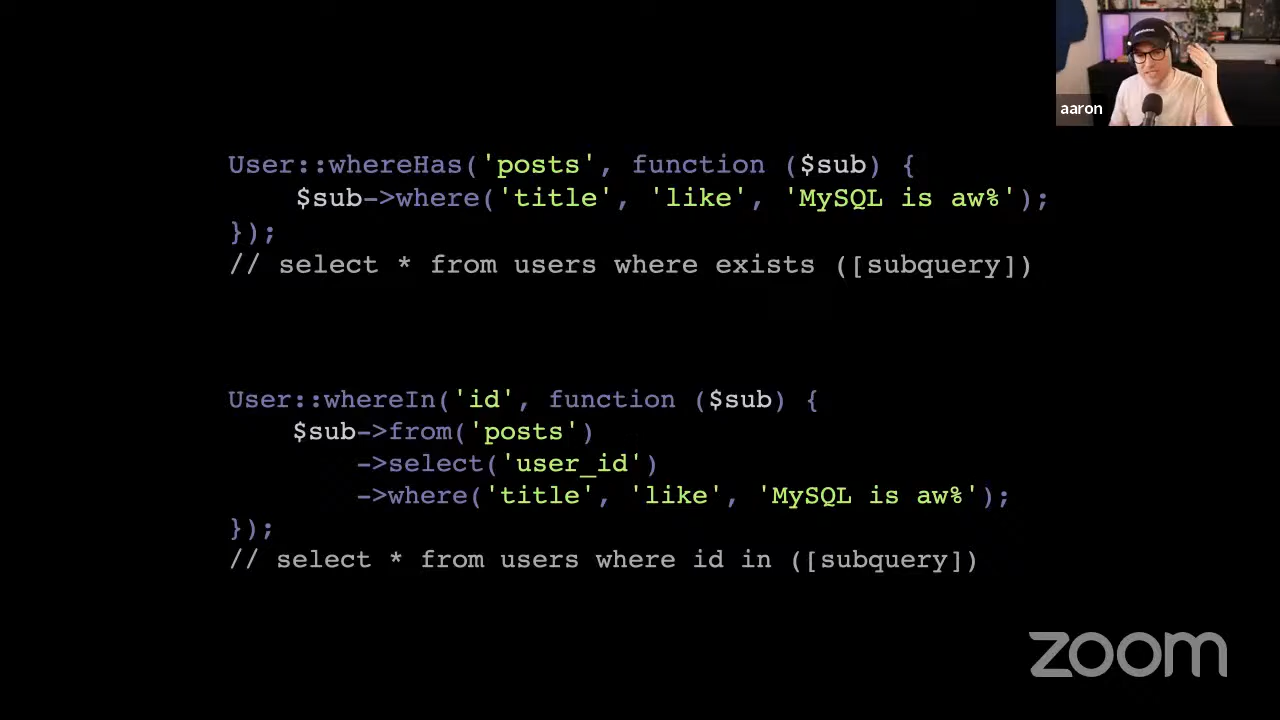 aaron
User::whereHas('posts', function ($sub) {
    $sub->where('title', 'like', 'MySQL is aw%');
});
// select * from users where exists ([subquery])
User::whereIn('id', function ($sub) {
    $sub->from('posts')
        ->select('user_id')
        ->where('title', 'like', 'MySQL is aw%');
});
// select * from users where id in ([subquery])
zoom